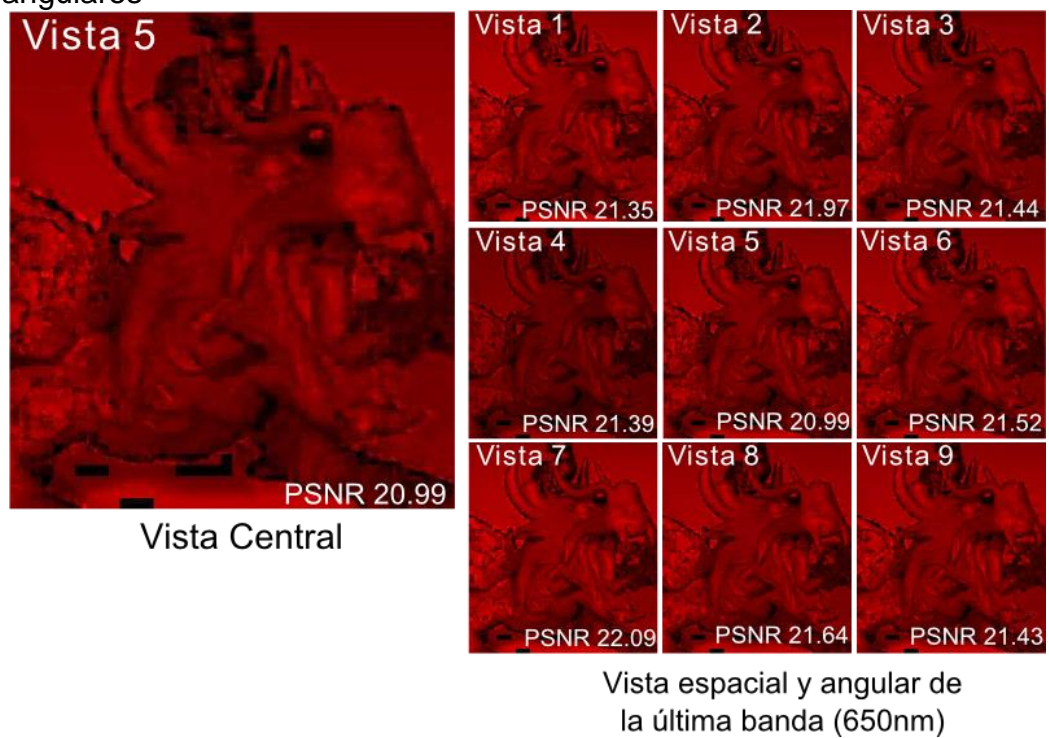 angulares
Vista 5
PSNR 20.99
Vista Central
Vista 1
PSNR 21.35
Vista 2
PSNR 21.97
Vista 3
PSNR 21.44
Vista 4
PSNR 21.39
Vista 5
PSNR 20.99
Vista 6
PSNR 21.52
Vista 7
PSNR 22.09
Vista 8
PSNR 21.64
Vista 9
PSNR 21.43
Vista espacial y angular de
la última banda (650nm)